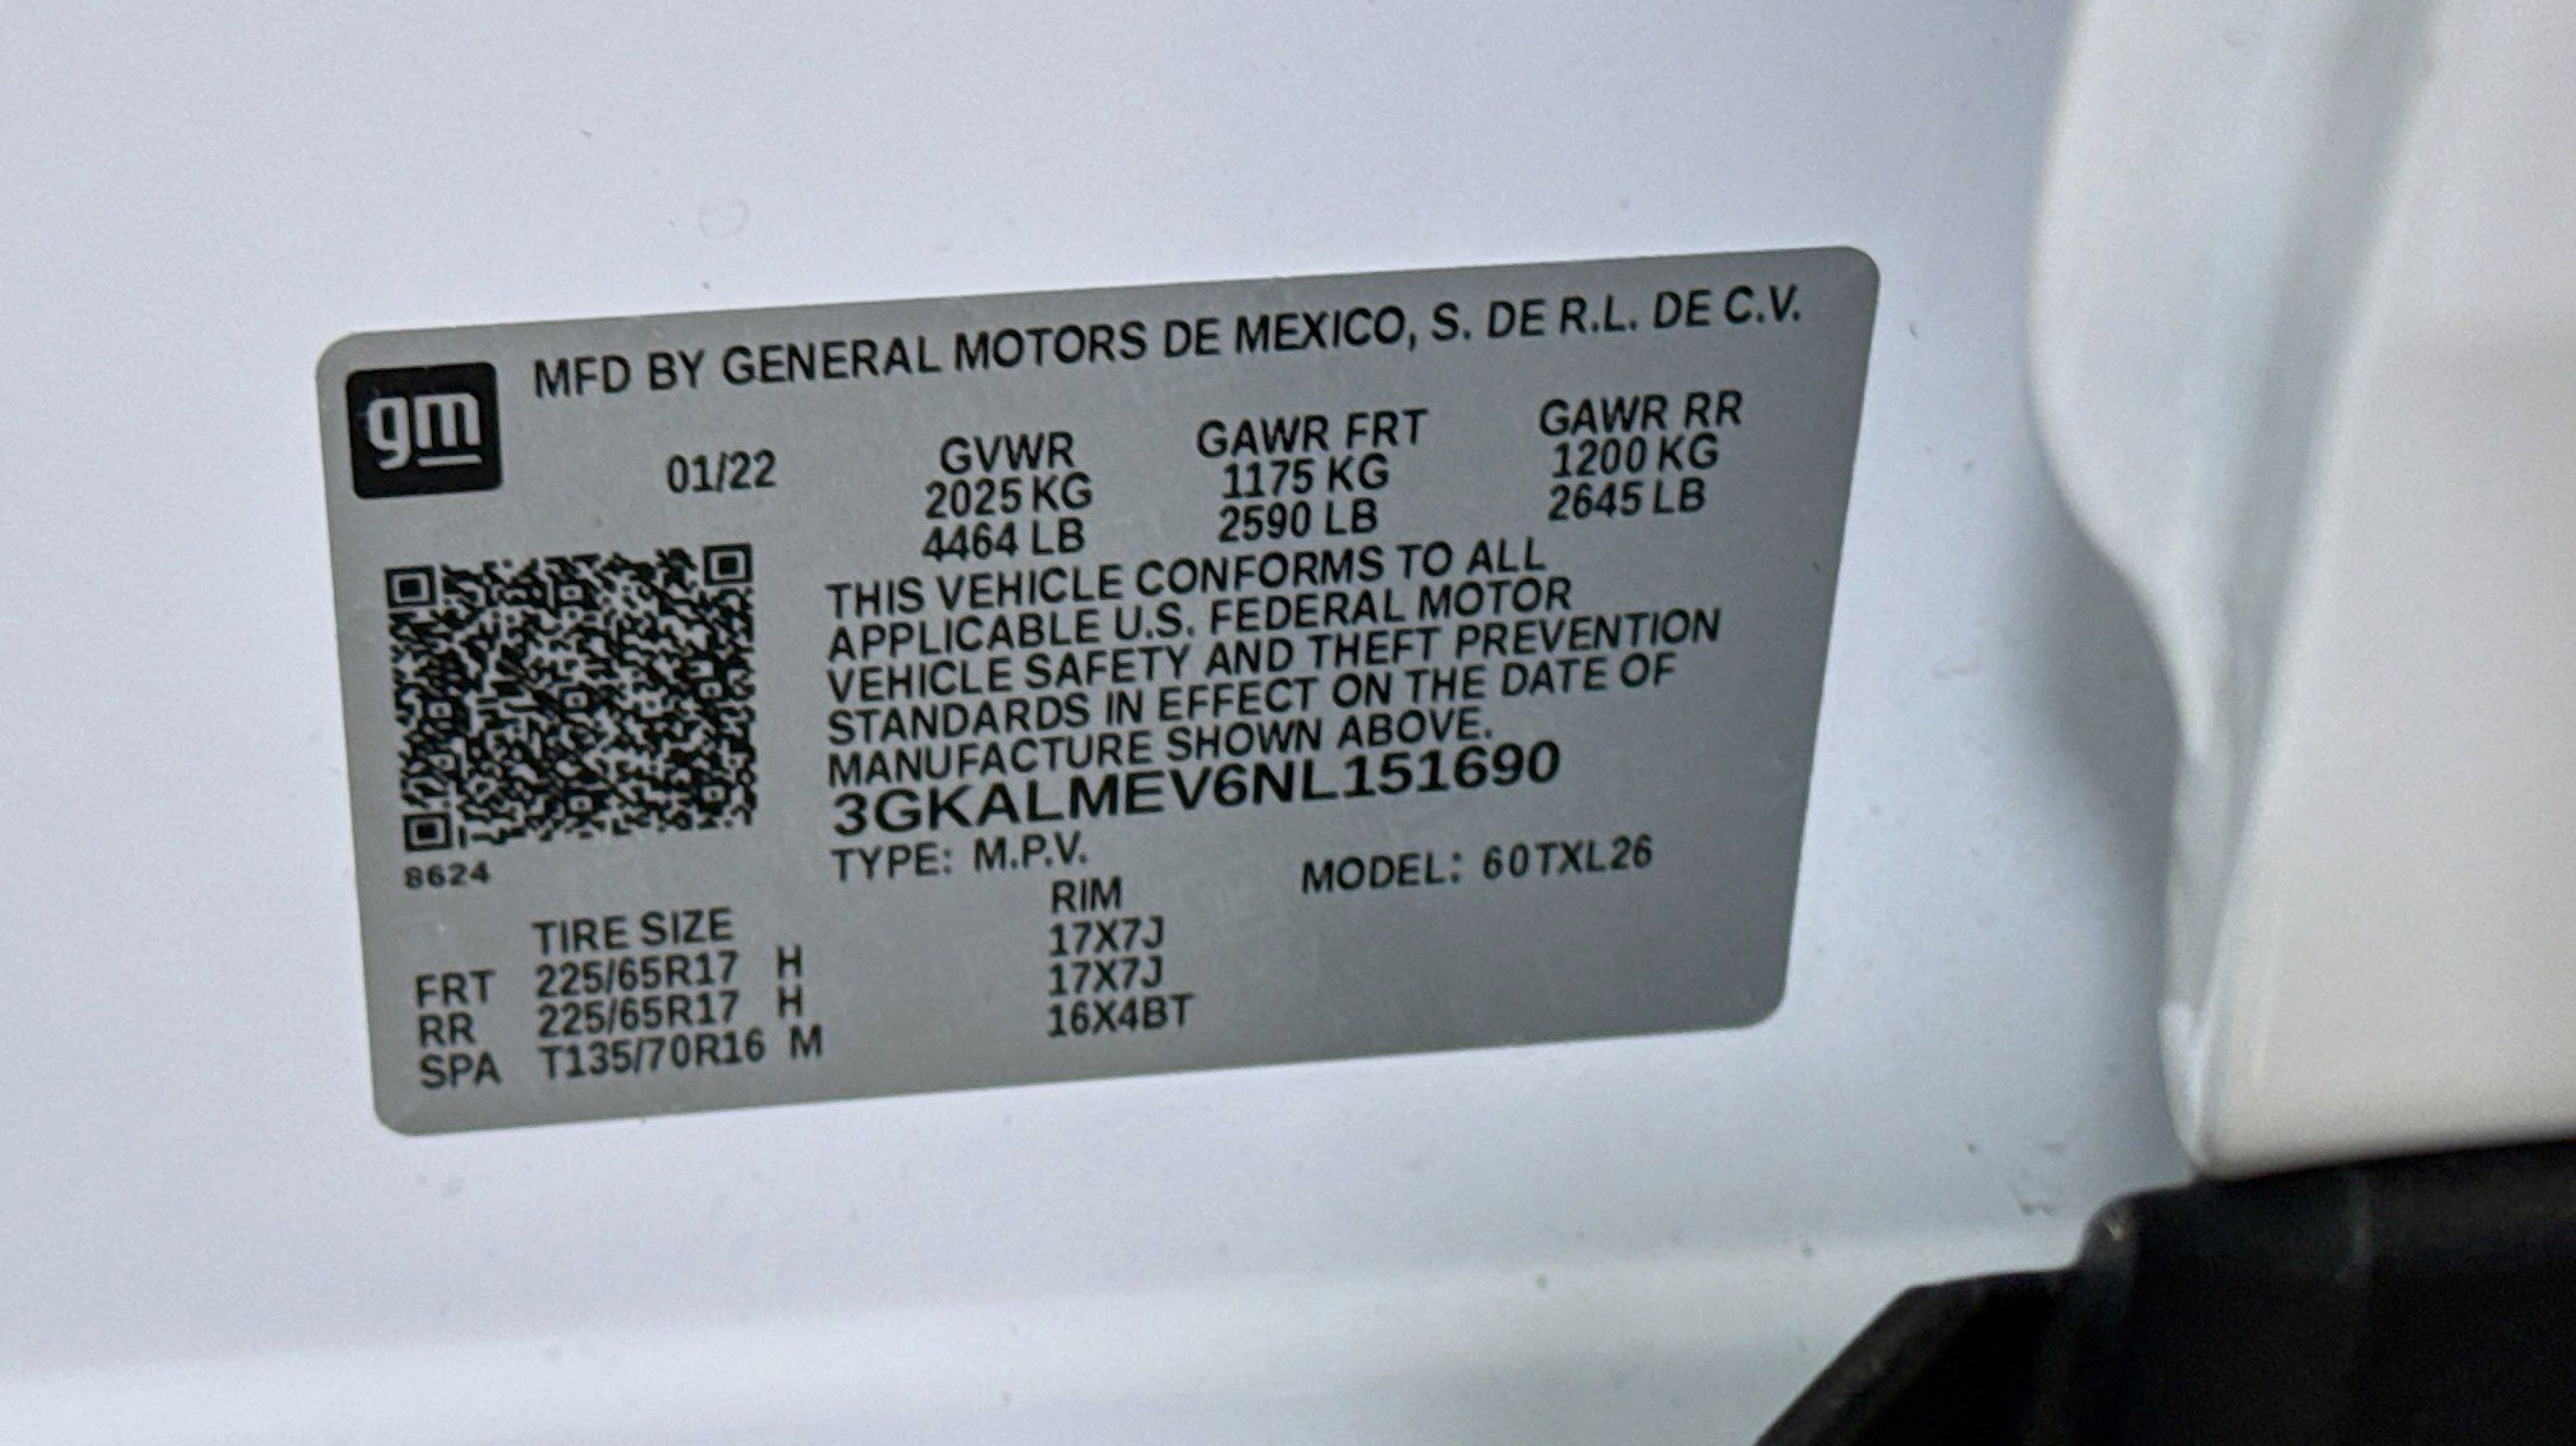 gm
MFD BY GENERAL MOTORS DE MEXICO, S. DE R.L. DE C.V.
01/22
GVWR
2025 KG
4464 LB
GAWR FRT
1175 KG
2590 LB
GAWR RR
1200 KG
2645 LB
THIS VEHICLE CONFORMS TO ALL
APPLICABLE U.S. FEDERAL MOTOR
VEHICLE SAFETY AND THEFT PREVENTION
STANDARDS IN EFFECT ON THE DATE OF
MANUFACTURE SHOWN ABOVE.
3GKALMEV6NL151690
TYPE: M.P.V. MODEL: 60TXL26
8624
TIRE SIZE RIM
FRT 225/65R17 H 17X7J
RR 225/65R17 H 17X7J
SPA T135/70R16 M 16X4BT